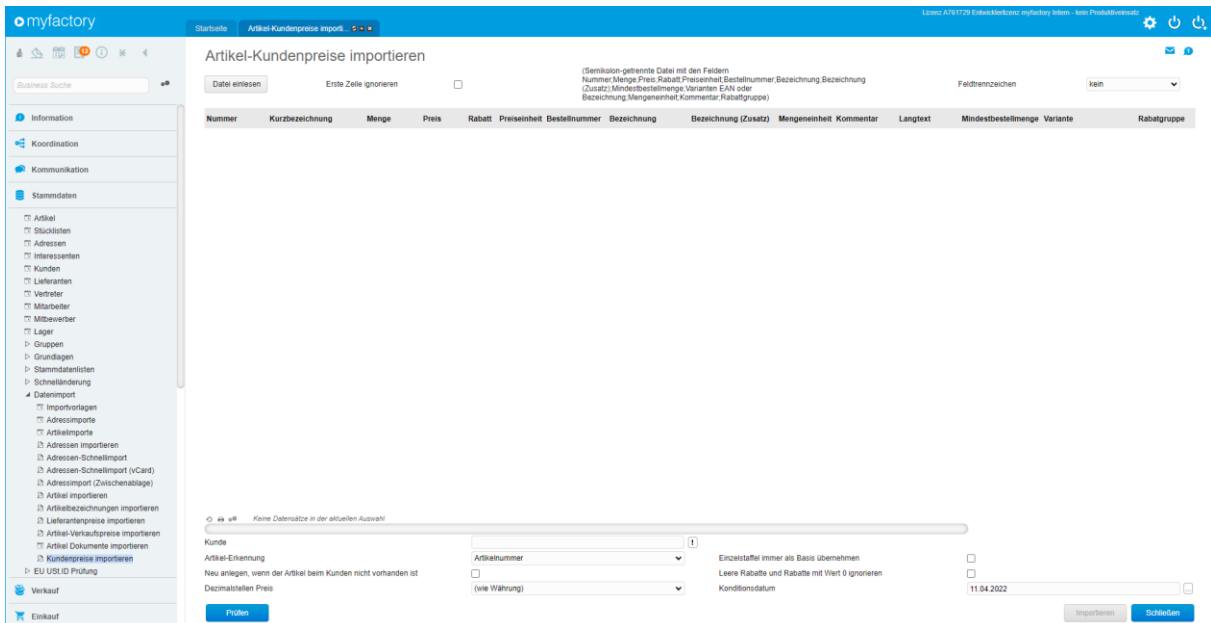 Lizenz A761729 Entwicklerlizenz myfactory Intern - kein Produktiveinsatz
myfactory
Startseite
Artikel-Kundenpreise importi...
Business Suche
Information
Koordination
Kommunikation
Stammdaten
Artikel
Stücklisten
Adressen
Interessenten
Kunden
Lieferanten
Vertreter
Mitarbeiter
Mitbewerber
Lager
Gruppen
Grundlagen
Stammdatenlisten
Schnelländerung
Datenimport
Importvorlagen
Adressimporte
Artikelimporte
Adressen importieren
Adressen-Schnellimport
Adressen-Schnellimport (vCard)
Adressimport (Zwischenablage)
Artikel importieren
Artikelbezeichnungen importieren
Lieferantenpreise importieren
Artikel-Verkaufspreise importieren
Artikel Dokumente importieren
Kundenpreise importieren
EU USt.ID Prüfung
Verkauf
Einkauf
Artikel-Kundenpreise importieren
Datei einlesen
Erste Zeile ignorieren
(Semikolon-getrennte Datei mit den Feldern
Nummer;Menge;Preis;Rabatt;Preiseinheit;Bestellnummer;Bezeichnung;Bezeichnung
(Zusatz);Mindestbestellmenge;Varianten EAN oder
Bezeichnung;Mengeneinheit;Kommentar;Rabattgruppe)
Feldtrennzeichen
kein
Nummer Kurzbezeichnung Menge Preis Rabatt Preiseinheit Bestellnummer Bezeichnung Bezeichnung (Zusatz) Mengeneinheit Kommentar Langtext Mindestbestellmenge Variante Rabatgruppe
Keine Datensätze in der aktuellen Auswahl
Kunde
Artikel-Erkennung Artikelnummer Einzelstaffel immer als Basis übernehmen
Neu anlegen, wenn der Artikel beim Kunden nicht vorhanden ist Leere Rabatte und Rabatte mit Wert 0 ignorieren
Dezimalstellen Preis (wie Währung) Konditionsdatum 11.04.2022
Prüfen Importieren Schließen